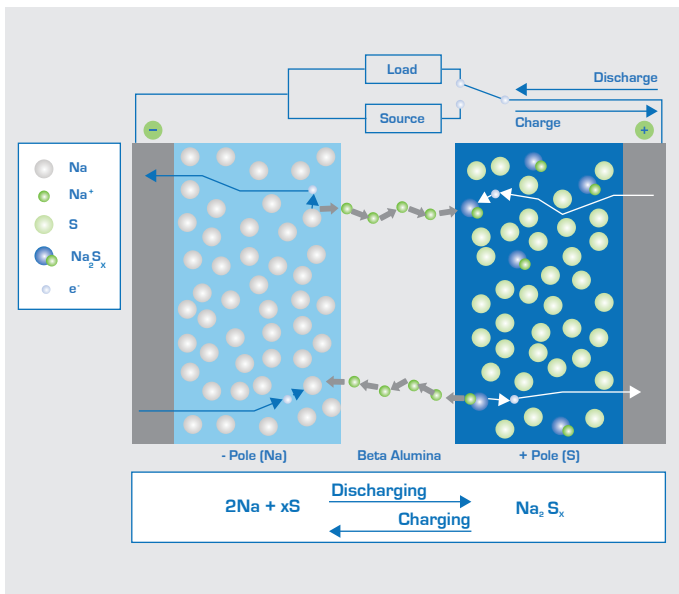 Load
Discharge
Source
Charge
−
+
Na
Na⁺
S
Na₂Sₓ
e⁻
- Pole (Na)
Beta Alumina
+ Pole (S)
2Na + xS
Discharging
Charging
Na₂ Sₓ